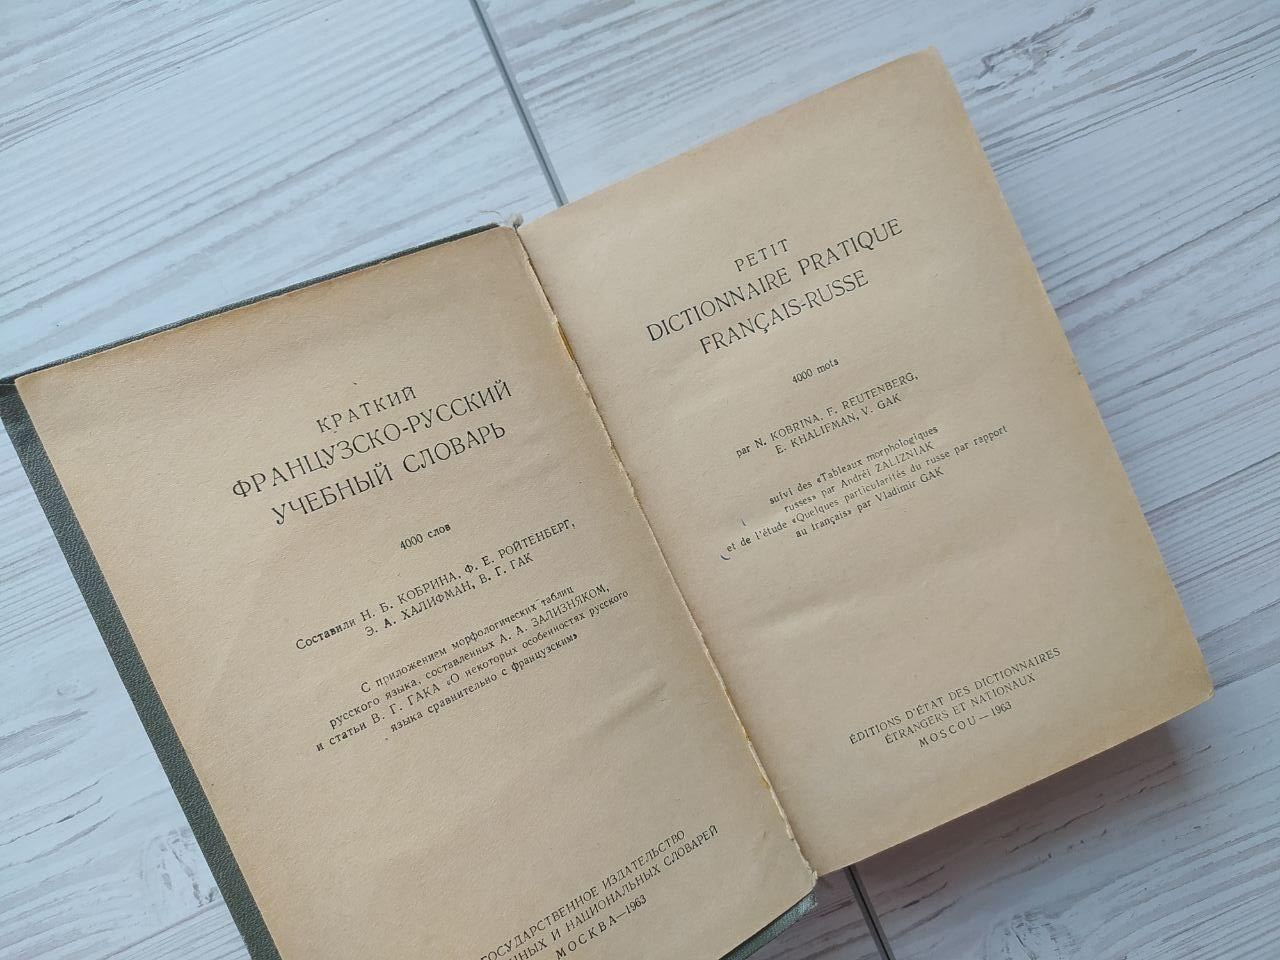 КРАТКИЙ
ФРАНЦУЗСКО-РУССКИЙ
УЧЕБНЫЙ СЛОВАРЬ
4000 слов
Составили Н. Б. КОБРИНА, Ф. Е. РОЙТЕНБЕРГ,
Э. А. ХАЛИФМАН, В. Г. ГАК
С приложением морфологических таблиц
русского языка, составленных А. А. ЗАЛИЗНЯКОМ,
и статьи В. Г. ГАКА «О некоторых особенностях русского
языка сравнительно с французским»
ГОСУДАРСТВЕННОЕ ИЗДАТЕЛЬСТВО
И НАЦИОНАЛЬНЫХ СЛОВАРЕЙ
МОСКВА—1963
PETIT
DICTIONNAIRE PRATIQUE
FRANÇAIS-RUSSE
4000 mots
par N. KOBRINA, F. REUTENBERG,
E. KHALIFMAN, V. GAK
suivi des «Tableaux morphologiques
russes» par Andréi ZALIZNIAK
et de l'étude «Quelques particularités du russe par rapport
au français» par Vladimir GAK
ÉDITIONS D'ÉTAT DES DICTIONNAIRES
ÉTRANGERS ET NATIONAUX
MOSCOU—1963